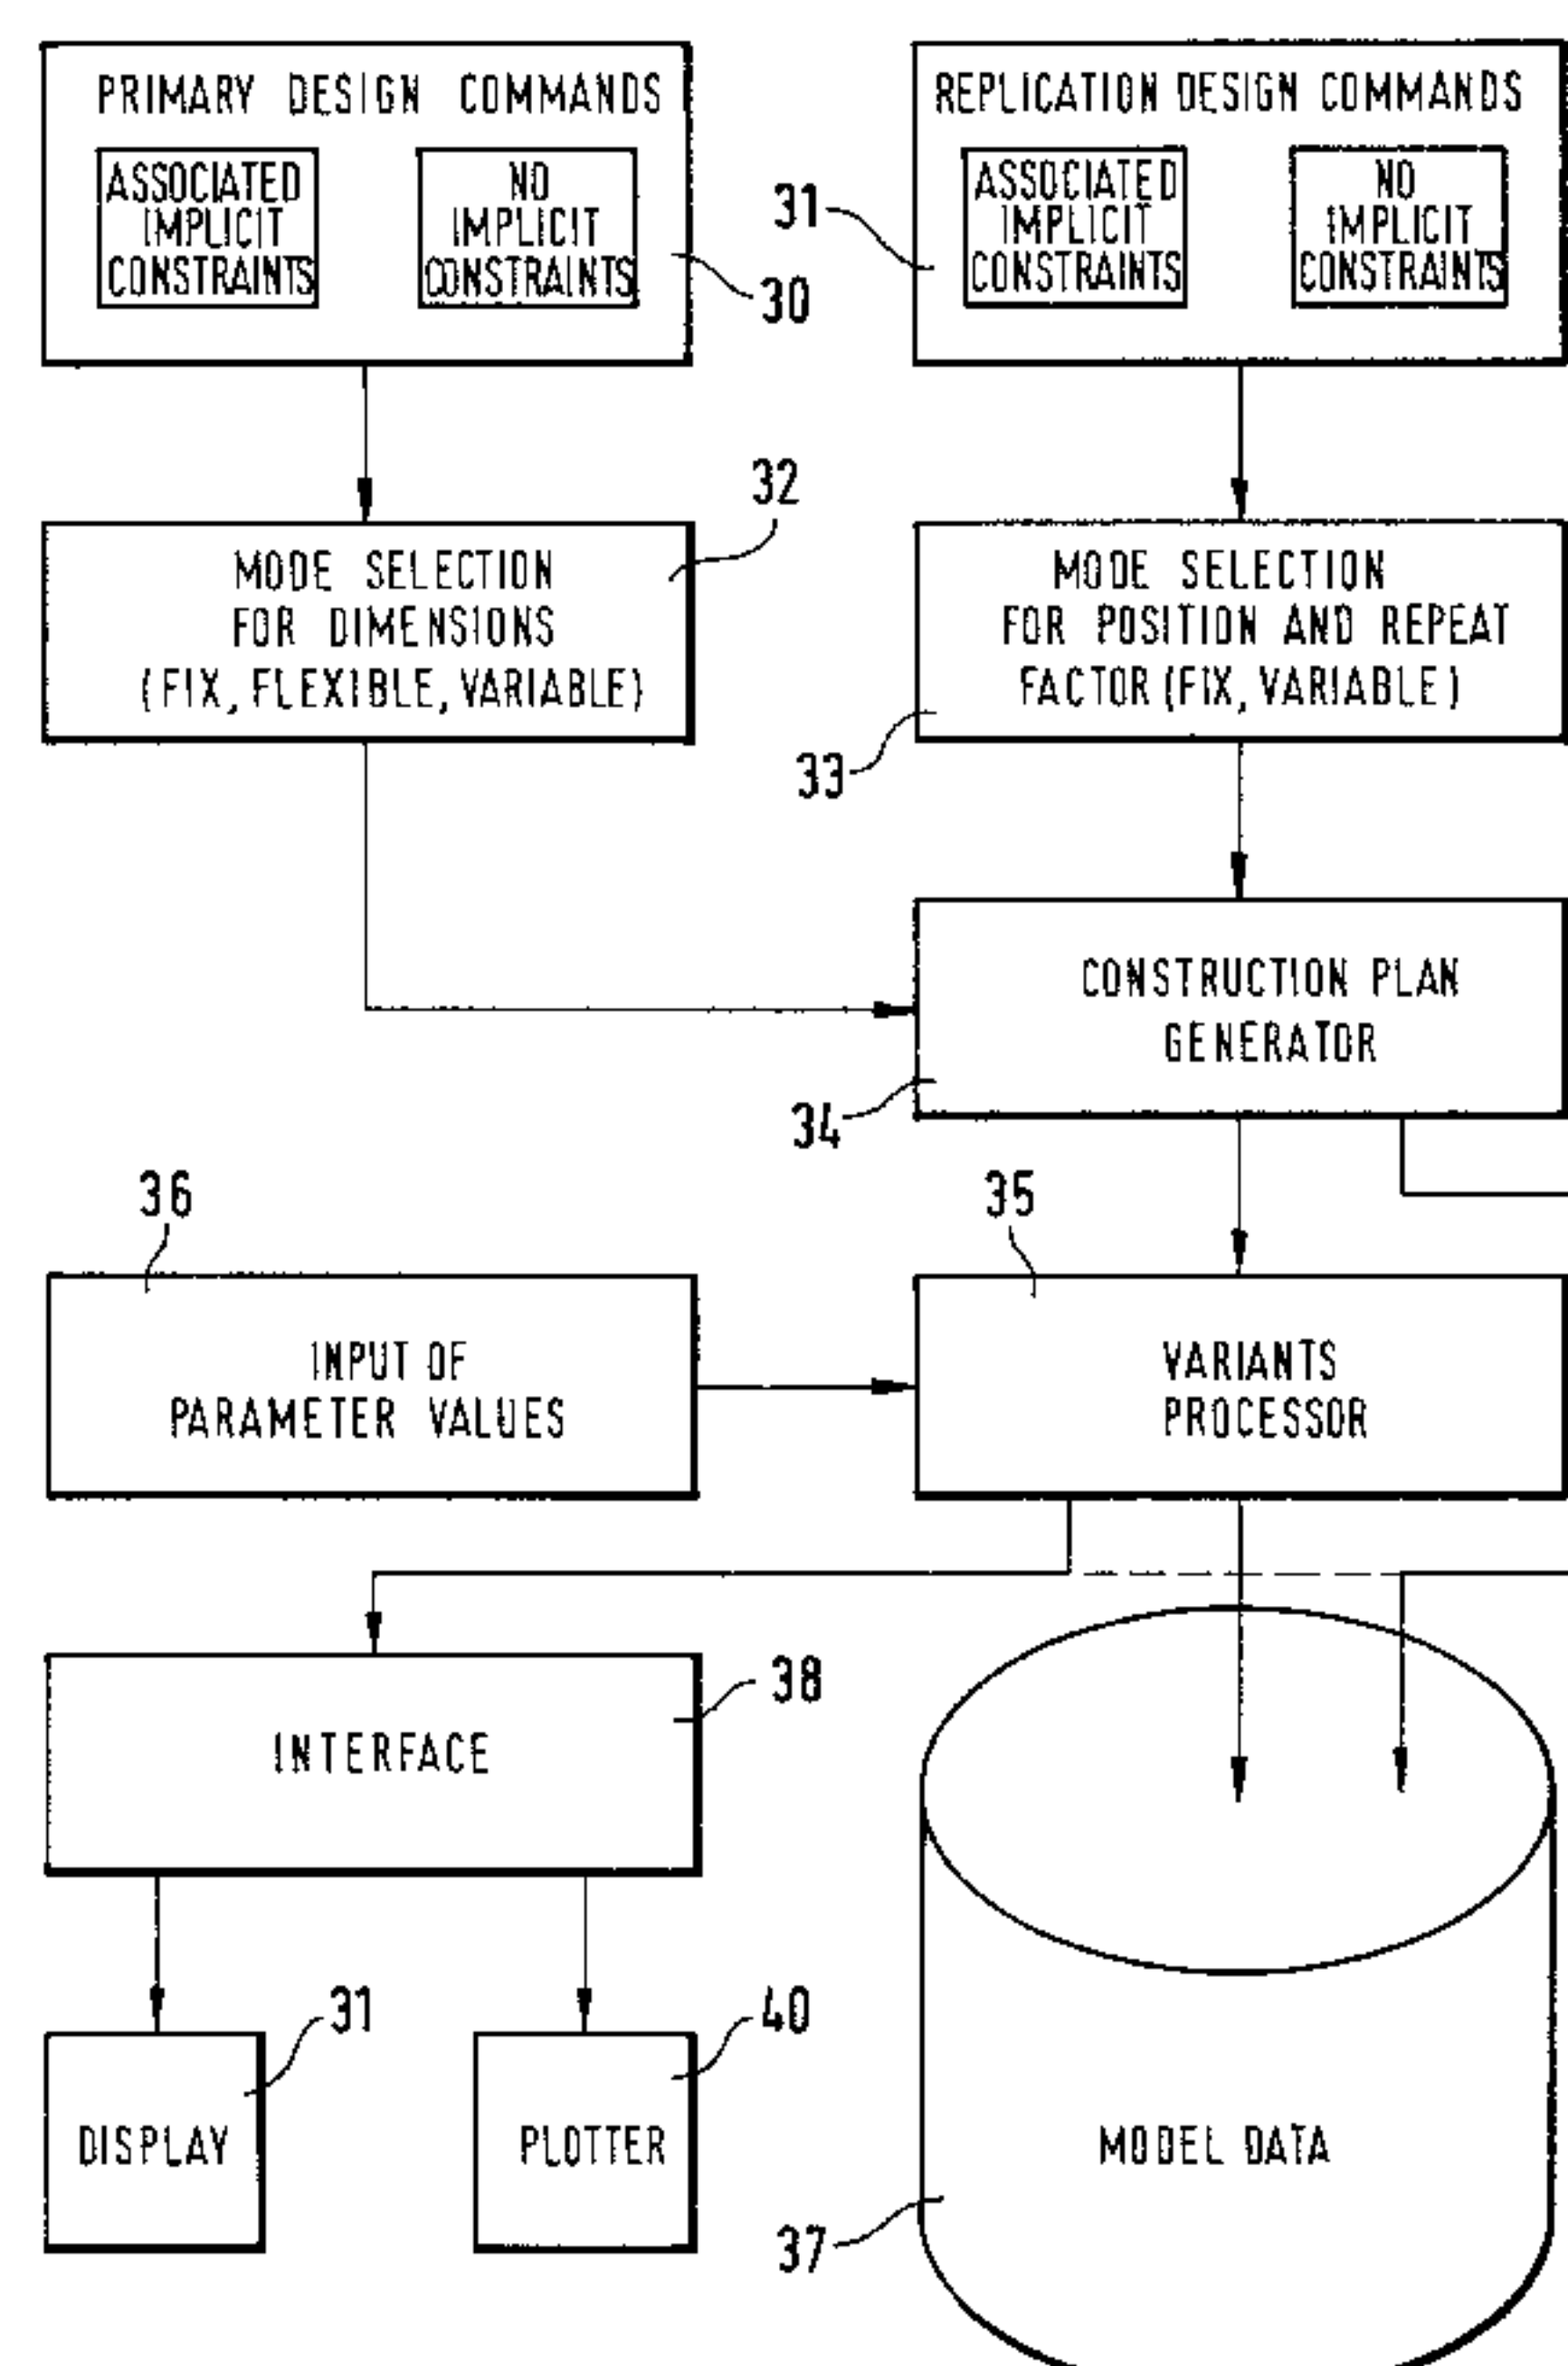 PRIMARY DESIGN COMMANDS
ASSOCIATED
IMPLICIT
CONSTRAINTS
NO
IMPLICIT
CONSTRAINTS
30
REPLICATION DESIGN COMMANDS
ASSOCIATED
IMPLICIT
CONSTRAINTS
NO
IMPLICIT
CONSTRAINTS
31
32
MODE SELECTION
FOR DIMENSIONS
(FIX, FLEXIBLE, VARIABLE)
MODE SELECTION
FOR POSITION AND REPEAT
FACTOR (FIX, VARIABLE)
33
CONSTRUCTION PLAN
GENERATOR
34
36
INPUT OF
PARAMETER VALUES
35
VARIANTS
PROCESSOR
38
INTERFACE
31
DISPLAY
40
PLOTTER
MODEL DATA
37